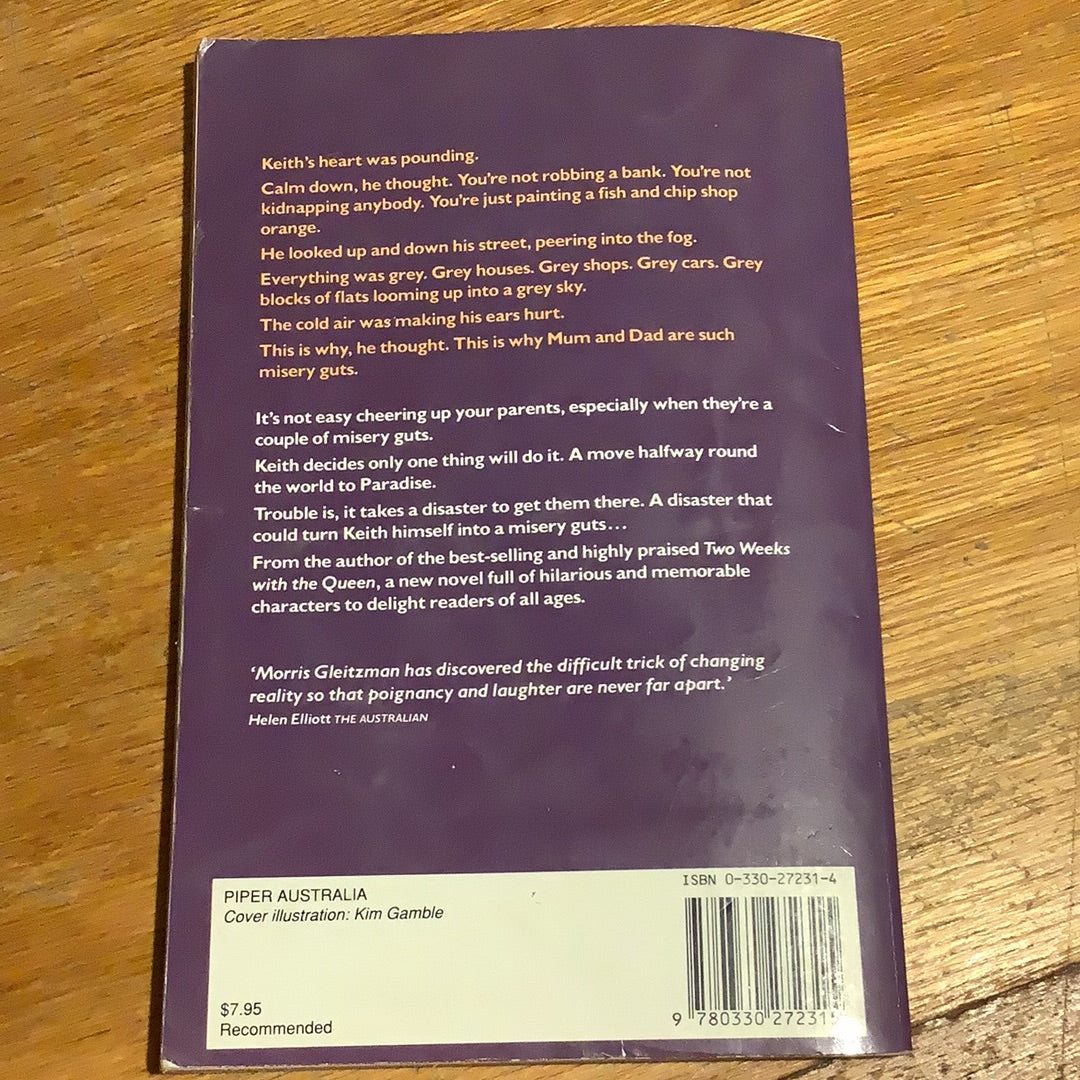 Keith's heart was pounding.
Calm down, he thought. You're not robbing a bank. You're not
kidnapping anybody. You're just painting a fish and chip shop
orange.
He looked up and down his street, peering into the fog.
Everything was grey. Grey houses. Grey shops. Grey cars. Grey
blocks of flats looming up into a grey sky.
The cold air was making his ears hurt.
This is why, he thought. This is why Mum and Dad are such
misery guts.
It's not easy cheering up your parents, especially when they're a
couple of misery guts.
Keith decides only one thing will do it. A move halfway round
the world to Paradise.
Trouble is, it takes a disaster to get them there. A disaster that
could turn Keith himself into a misery guts...
From the author of the best-selling and highly praised Two Weeks
with the Queen, a new novel full of hilarious and memorable
characters to delight readers of all ages.
'Morris Gleitzman has discovered the difficult trick of changing
reality so that poignancy and laughter are never far apart.'
Helen Elliott THE AUSTRALIAN
PIPER AUSTRALIA
Cover illustration: Kim Gamble
$7.95
Recommended
ISBN 0-330-27231-4
9 780330 272315